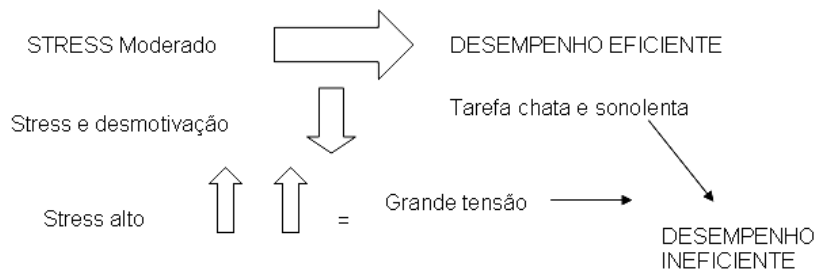 STRESS Moderado
DESEMPENHO EFICIENTE
Stress e desmotivação
Tarefa chata e sonolenta
Stress alto
=
Grande tensão
DESEMPENHO
INEFICIENTE